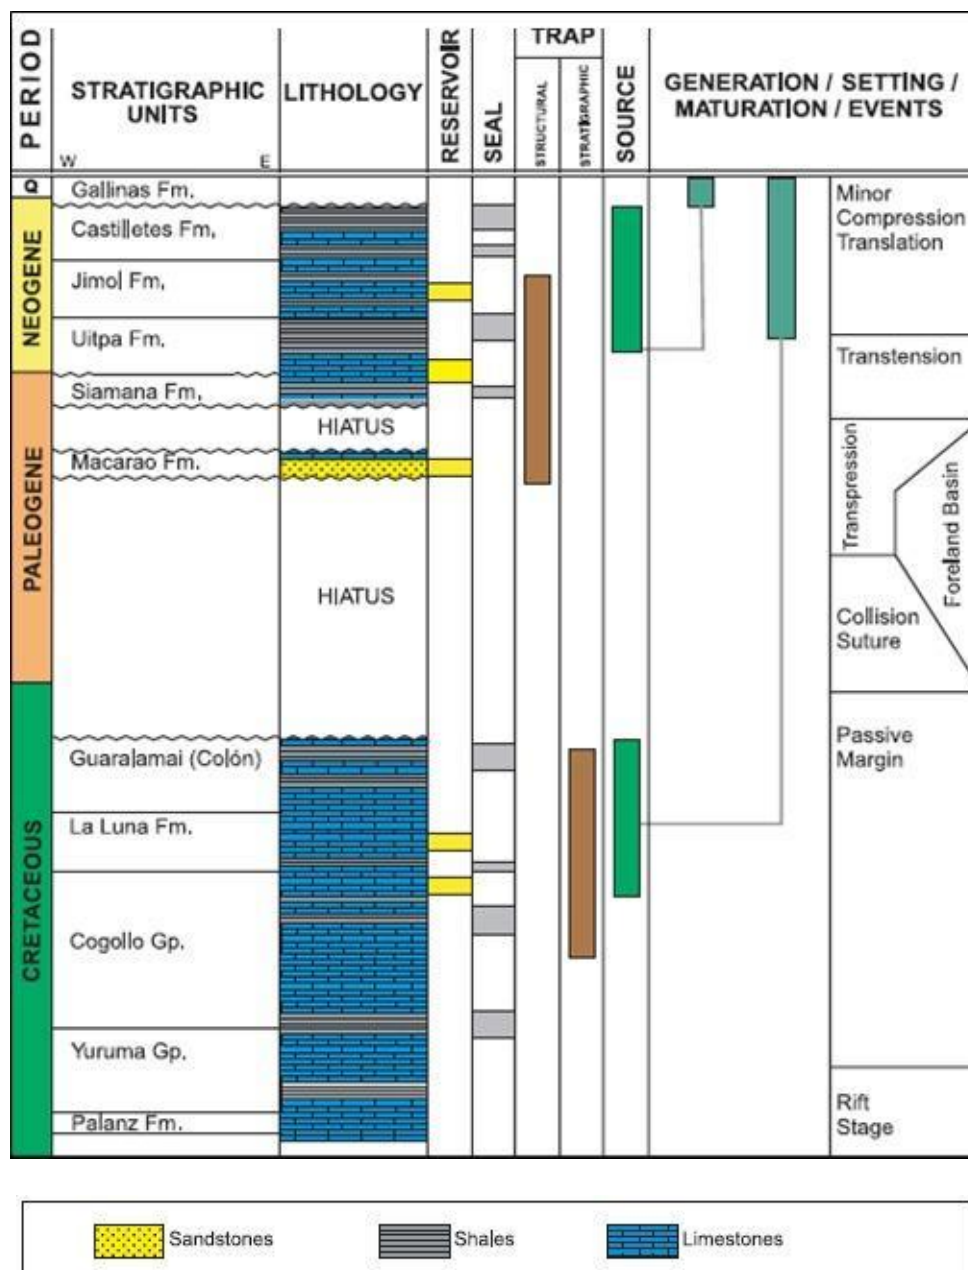 PERIOD
STRATIGRAPHIC
UNITS
W E
LITHOLOGY
RESERVOIR
SEAL
TRAP
STRUCTURAL
STRATIGRAPHIC
SOURCE
GENERATION / SETTING /
MATURATION / EVENTS
Q
NEOGENE
PALEOGENE
CRETACEOUS
Gallinas Fm.
Castilletes Fm.
Jimol Fm.
Uitpa Fm.
Siamana Fm.
HIATUS
Macarao Fm.
HIATUS
Guaralamai (Colón)
La Luna Fm.
Cogollo Gp.
Yuruma Gp.
Palanz Fm.
Minor
Compression
Translation
Transtension
Transpression
Foreland Basin
Collision
Suture
Passive
Margin
Rift
Stage
Sandstones
Shales
Limestones